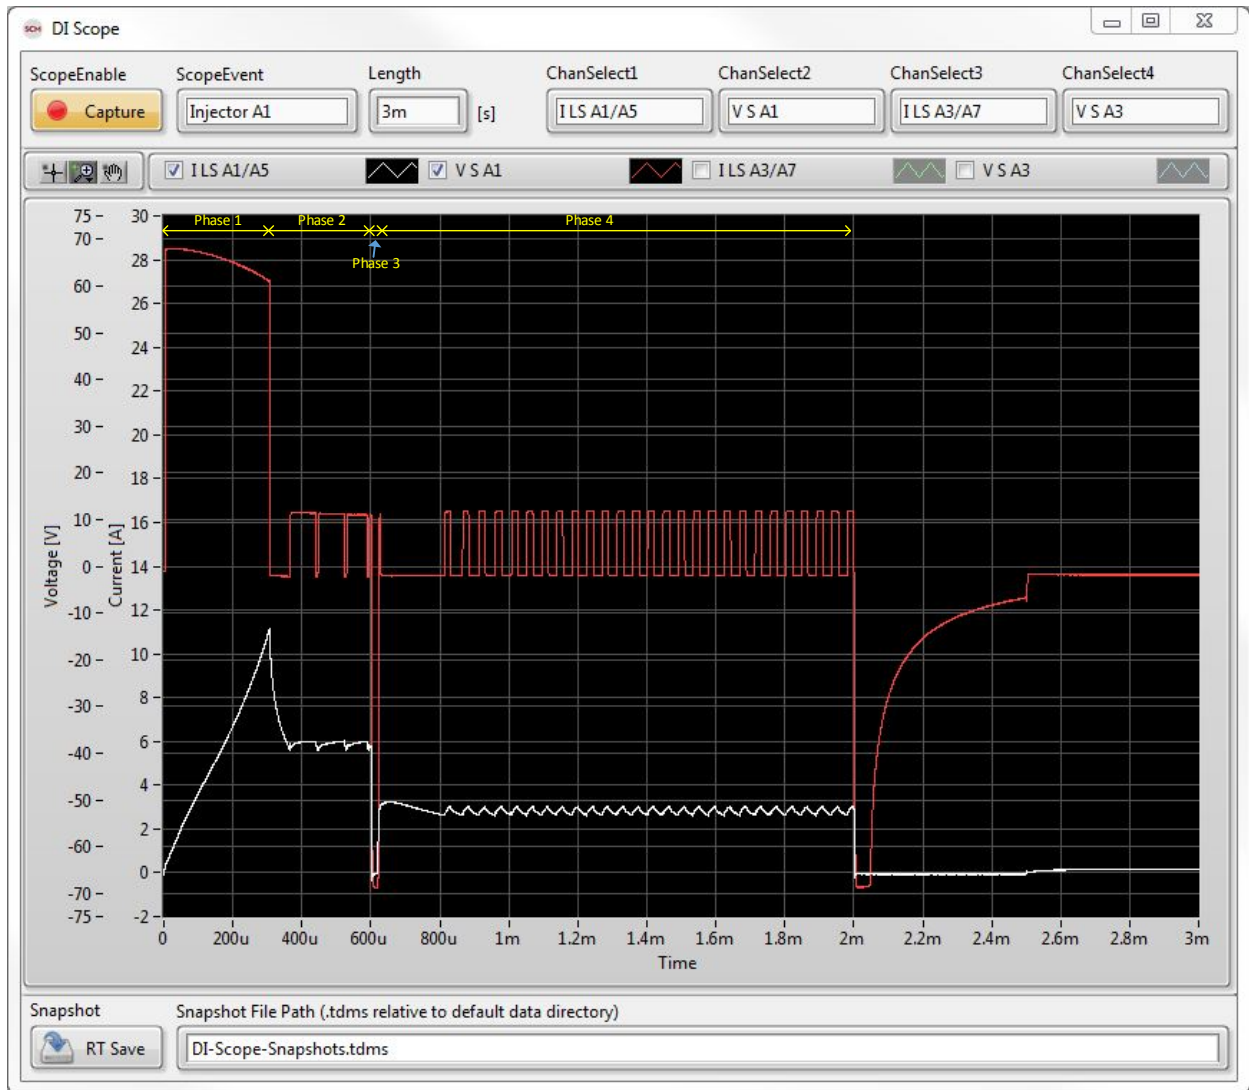 SCM DI Scope
ScopeEnable ScopeEvent Length ChanSelect1 ChanSelect2 ChanSelect3 ChanSelect4
Capture Injector A1 3m [s] I LS A1/A5 V S A1 I LS A3/A7 V S A3
I LS A1/A5 V S A1 I LS A3/A7 V S A3
Phase 1 Phase 2 Phase 4
Phase 3
75 70 60 50 40 30 20 10 0 -10 -20 -30 -40 -50 -60 -70 -75
Voltage [V]
30 28 26 24 22 20 18 16 14 12 10 8 6 4 2 0 -2
Current [A]
0 200u 400u 600u 800u 1m 1.2m 1.4m 1.6m 1.8m 2m 2.2m 2.4m 2.6m 2.8m 3m
Time
Snapshot Snapshot File Path (.tdms relative to default data directory)
RT Save DI-Scope-Snapshots.tdms